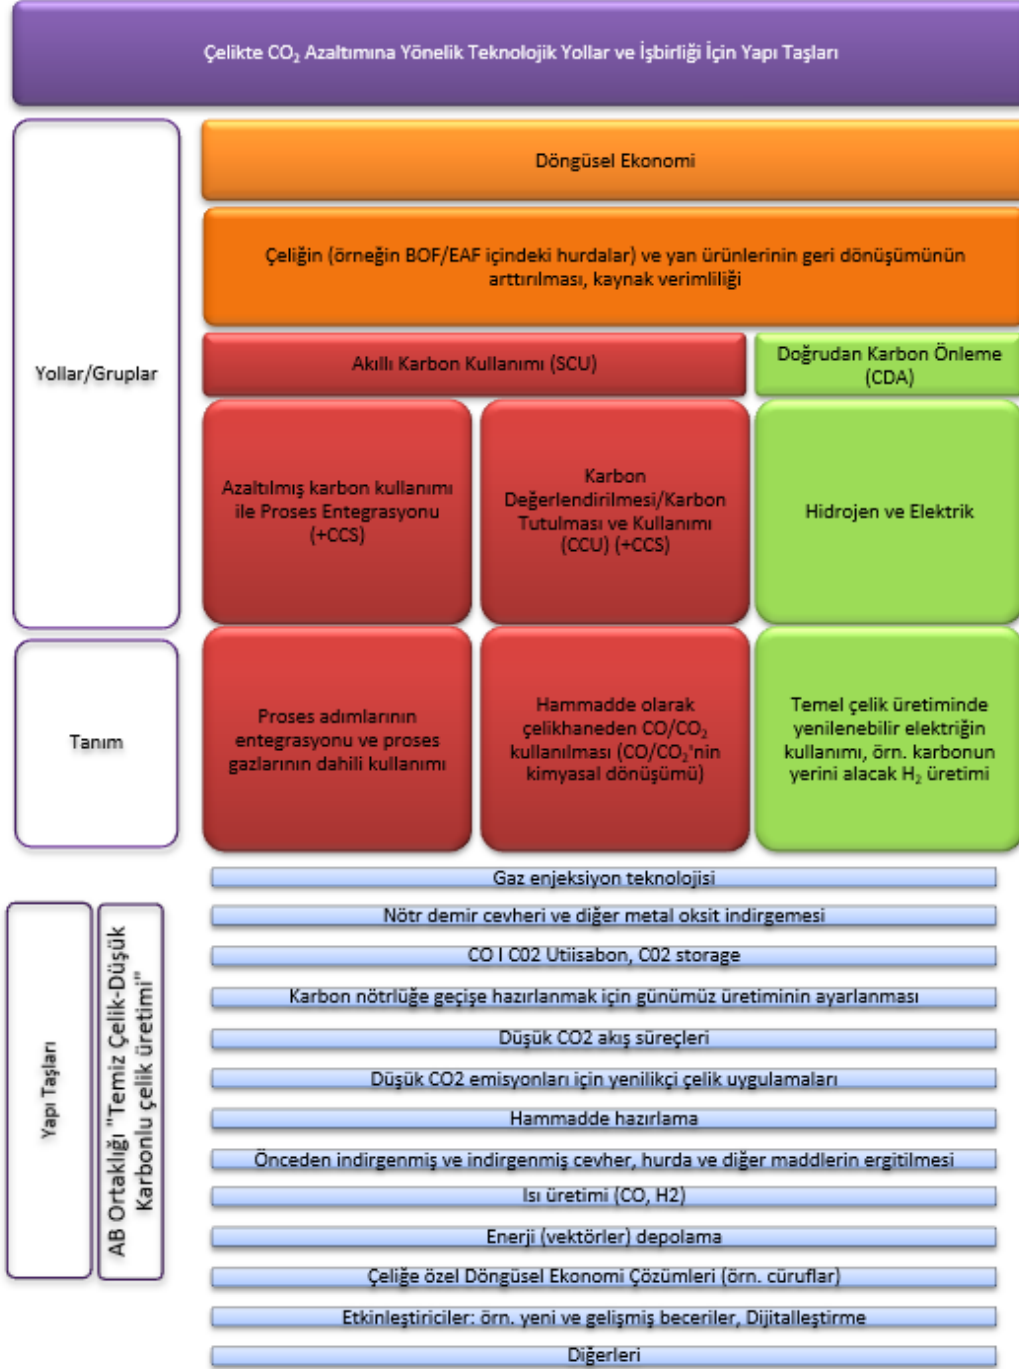 Çelikte CO₂ Azaltımına Yönelik Teknolojik Yollar ve İşbirliği İçin Yapı Taşları
Yollar/Gruplar
Döngüsel Ekonomi
Çeliğin (örneğin BOF/EAF içindeki hurdalar) ve yan ürünlerinin geri dönüşümünün
arttırılması, kaynak verimliliği
Akıllı Karbon Kullanımı (SCU)
Doğrudan Karbon Önleme
(CDA)
Azaltılmış karbon kullanımı
ile Proses Entegrasyonu
(+CCS)
Karbon
Değerlendirilmesi/Karbon
Tutulması ve Kullanımı
(CCU) (+CCS)
Hidrojen ve Elektrik
Tanım
Proses adımlarının
entegrasyonu ve proses
gazlarının dahili kullanımı
Hammadde olarak
çelikhaneden CO/CO₂
kullanılması (CO/CO₂'nin
kimyasal dönüşümü)
Temel çelik üretiminde
yenilenebilir elektriğin
kullanımı, örn. karbonun
yerini alacak H₂ üretimi
Yapı Taşları
AB Ortaklığı "Temiz Çelik-Düşük
Karbonlu çelik üretimi"
Gaz enjeksiyon teknolojisi
Nötr demir cevheri ve diğer metal oksit indirgemesi
CO I C02 Utiisabon, C02 storage
Karbon nötrlüğe geçişe hazırlanmak için günümüz üretiminin ayarlanması
Düşük CO2 akış süreçleri
Düşük CO2 emisyonları için yenilikçi çelik uygulamaları
Hammadde hazırlama
Önceden indirgenmiş ve indirgenmiş cevher, hurda ve diğer maddlerin ergitilmesi
Isı üretimi (CO, H2)
Enerji (vektörler) depolama
Çeliğe özel Döngüsel Ekonomi Çözümleri (örn. cüruflar)
Etkinleştiriciler: örn. yeni ve gelişmiş beceriler, Dijitalleştirme
Diğerleri